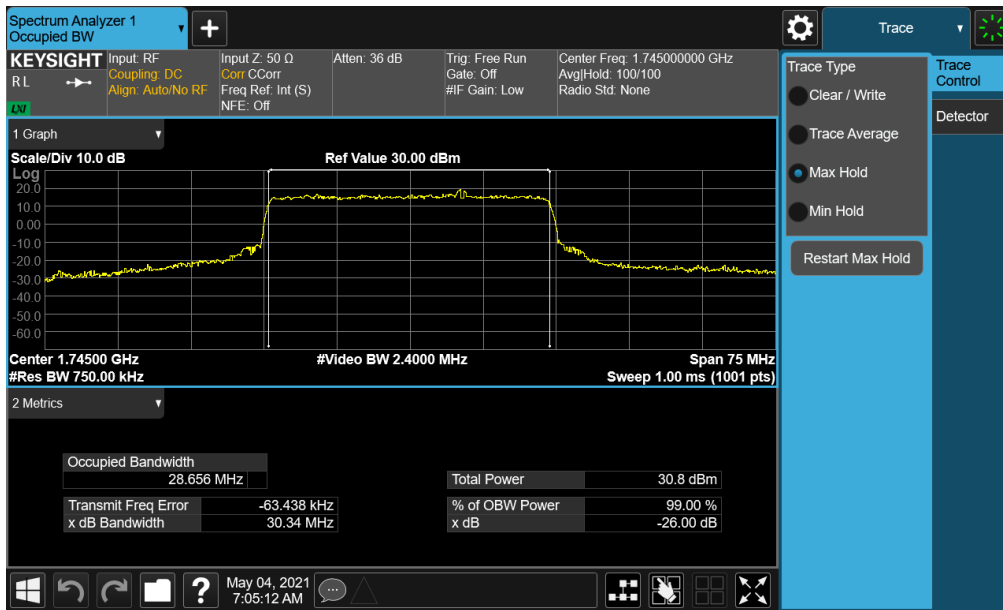 Spectrum Analyzer 1
Occupied BW
Trace
KEYSIGHT
R L
LXI
Input: RF
Coupling: DC
Align: Auto/No RF
Input Z: 50 Ω
Corr CCorr
Freq Ref: Int (S)
NFE: Off
Atten: 36 dB
Trig: Free Run
Gate: Off
#IF Gain: Low
Center Freq: 1.745000000 GHz
Avg|Hold: 100/100
Radio Std: None
Trace Type
Clear / Write
Trace Average
Max Hold
Min Hold
Restart Max Hold
Trace
Control
Detector
1 Graph
Scale/Div 10.0 dB
Ref Value 30.00 dBm
Log
20.0
10.0
0.00
-10.0
-20.0
-30.0
-40.0
-50.0
-60.0
Center 1.74500 GHz
#Video BW 2.4000 MHz
Span 75 MHz
#Res BW 750.00 kHz
Sweep 1.00 ms (1001 pts)
2 Metrics
Occupied Bandwidth
28.656 MHz
Total Power 30.8 dBm
Transmit Freq Error -63.438 kHz
% of OBW Power 99.00 %
x dB Bandwidth 30.34 MHz
x dB -26.00 dB
?
May 04, 2021
7:05:12 AM